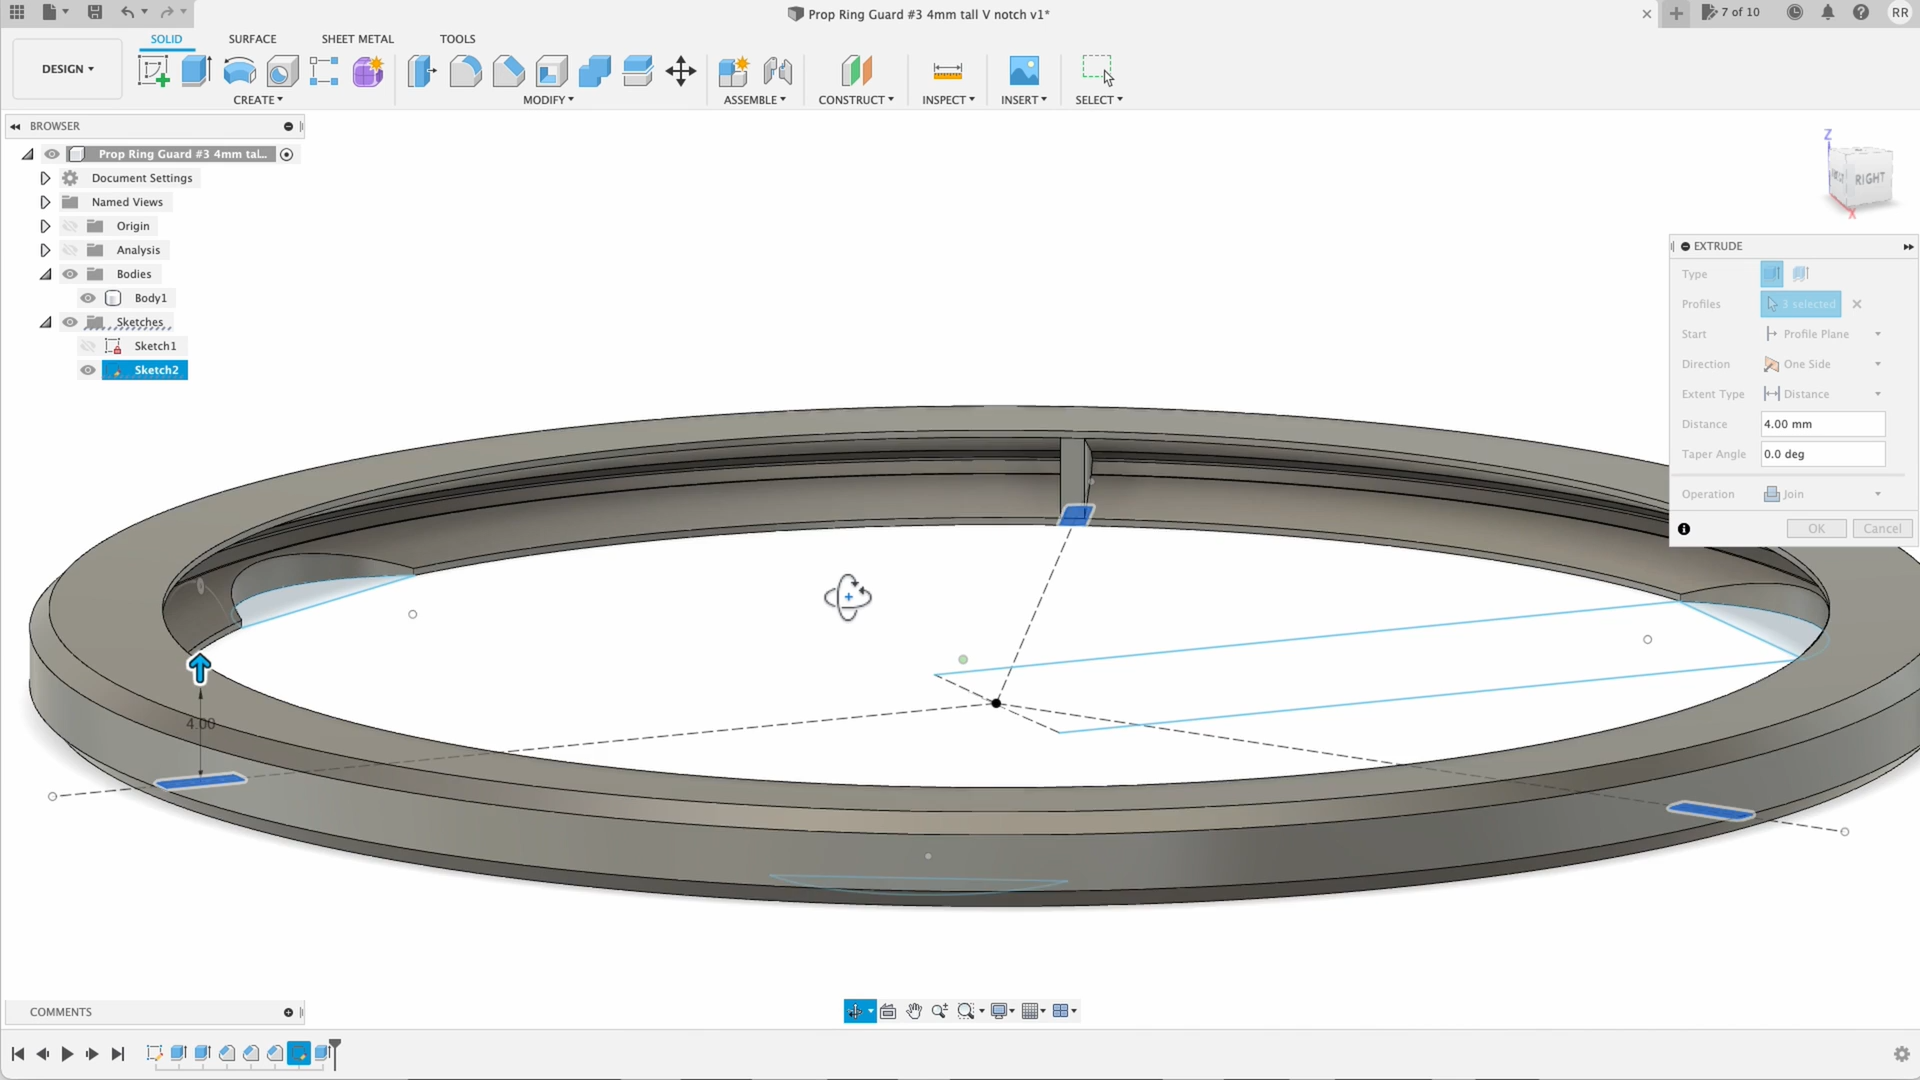 Prop Ring Guard #3 4mm tall V notch v1*
7 of 10
RR
DESIGN
SOLID
SURFACE
SHEET METAL
TOOLS
CREATE
MODIFY
ASSEMBLE
CONSTRUCT
INSPECT
INSERT
SELECT
BROWSER
Prop Ring Guard #3 4mm tal...
Document Settings
Named Views
Origin
Analysis
Bodies
Body1
Sketches
Sketch1
Sketch2
Z
RIGHT
X
EXTRUDE
Type
Profiles 3 selected
Start Profile Plane
Direction One Side
Extent Type Distance
Distance 4.00 mm
Taper Angle 0.0 deg
Operation Join
OK Cancel
4.00
COMMENTS